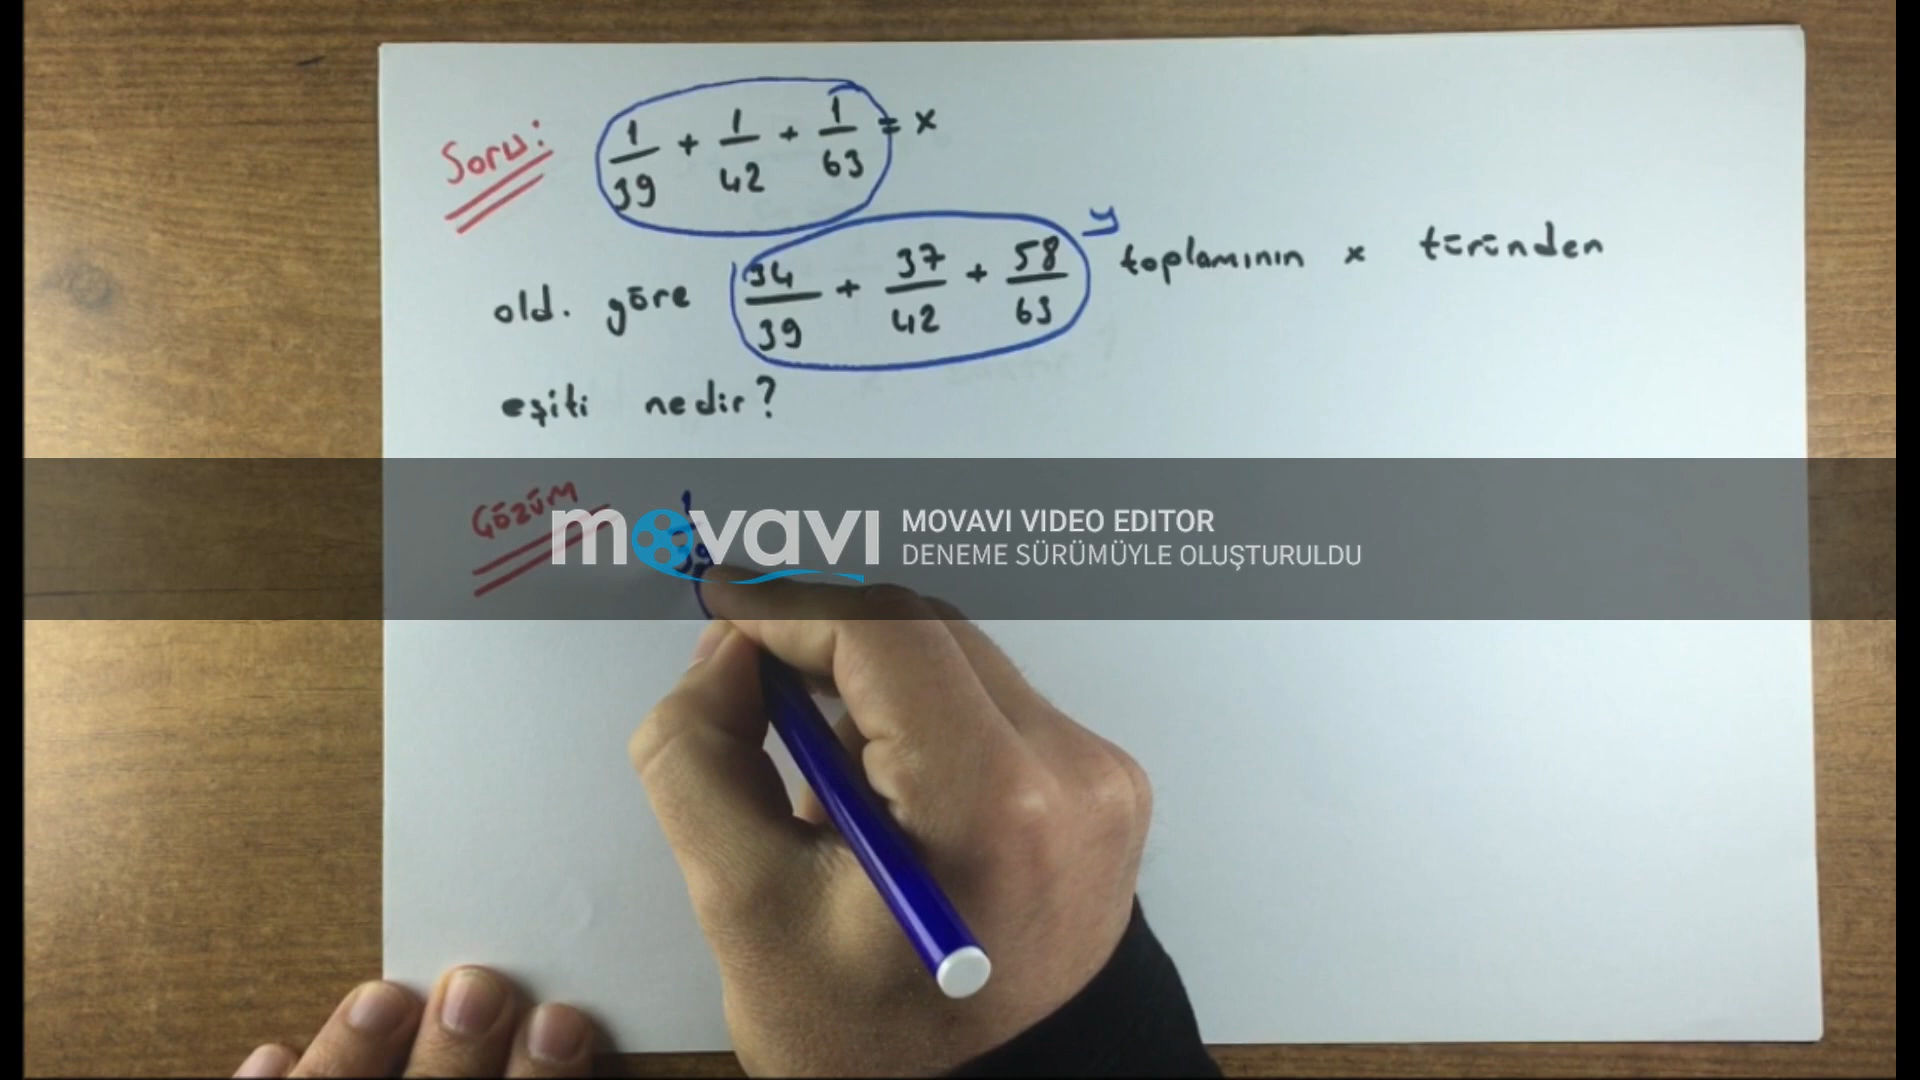 Soru: 1/39 + 1/42 + 1/63 = x
old. göre 34/39 + 37/42 + 58/63 y toplamının x türünden
eşiti nedir?
Çözüm 1
movavi MOVAVI VIDEO EDITOR
DENEME SÜRÜMÜYLE OLUŞTURULDU